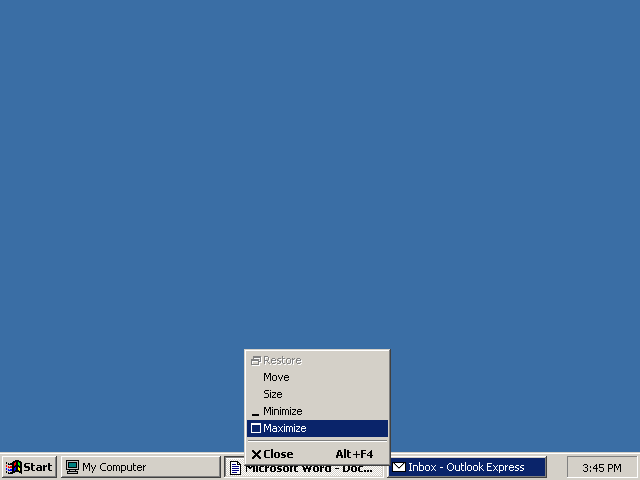 Restore
Move
Size
Minimize
Maximize
Close Alt+F4
Start My Computer Microsoft Word - Doc... Inbox - Outlook Express 3:45 PM